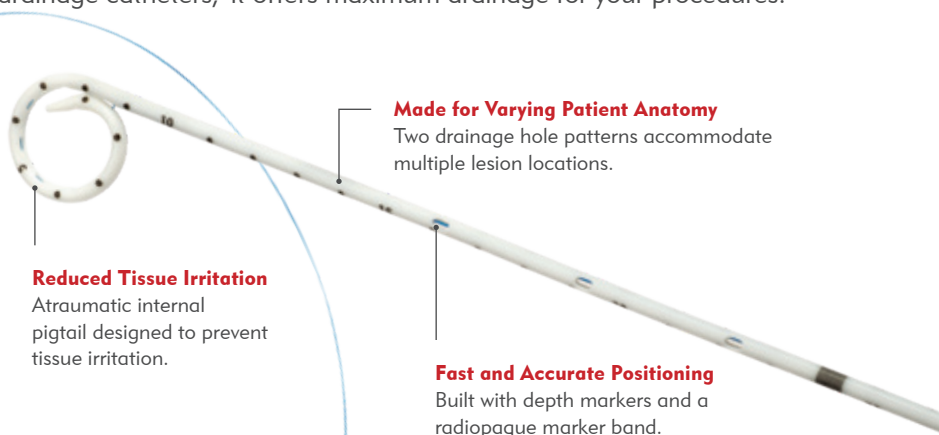 drainage catheters, it offers maximum drainage for your procedures.
Made for Varying Patient Anatomy
Two drainage hole patterns accommodate
multiple lesion locations.
Reduced Tissue Irritation
Atraumatic internal
pigtail designed to prevent
tissue irritation.
Fast and Accurate Positioning
Built with depth markers and a
radiopaque marker band.